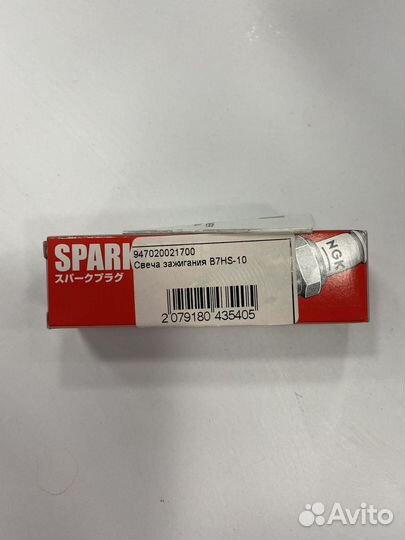 947020021700
SPARK
Свеча зажигания B7HS-10
スパークプラグ
NGK
2 079180 435405
Avito